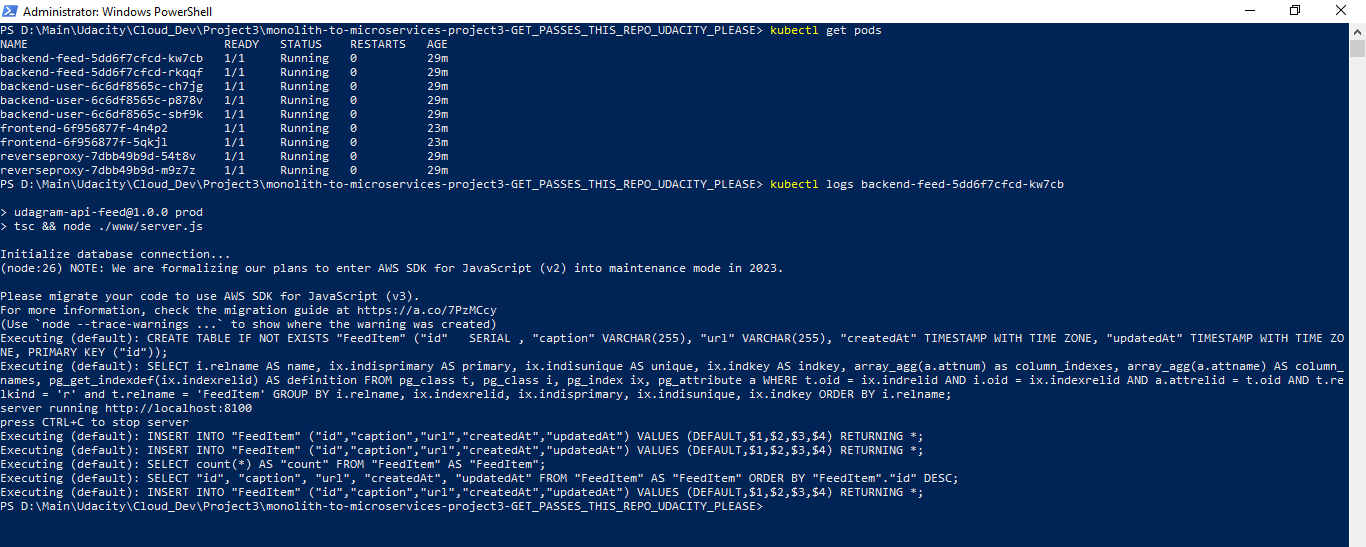 Administrator: Windows PowerShell
PS D:\Main\Udacity\Cloud_Dev\Project3\monolith-to-microservices-project3-GET_PASSES_THIS_REPO_UDACITY_PLEASE> kubectl get pods
NAME                            READY   STATUS    RESTARTS   AGE
backend-feed-5dd6f7cfcd-kw7cb   1/1     Running   0          29m
backend-feed-5dd6f7cfcd-rkqqf   1/1     Running   0          29m
backend-user-6c6df8565c-ch7jg   1/1     Running   0          29m
backend-user-6c6df8565c-p878v   1/1     Running   0          29m
backend-user-6c6df8565c-sbf9k   1/1     Running   0          29m
frontend-6f956877f-4n4p2        1/1     Running   0          23m
frontend-6f956877f-5qkjl        1/1     Running   0          23m
reverseproxy-7dbb49b9d-54t8v    1/1     Running   0          29m
reverseproxy-7dbb49b9d-m9z7z    1/1     Running   0          29m
PS D:\Main\Udacity\Cloud_Dev\Project3\monolith-to-microservices-project3-GET_PASSES_THIS_REPO_UDACITY_PLEASE> kubectl logs backend-feed-5dd6f7cfcd-kw7cb
> udagram-api-feed@1.0.0 prod
> tsc && node ./www/server.js
Initialize database connection...
(node:26) NOTE: We are formalizing our plans to enter AWS SDK for JavaScript (v2) into maintenance mode in 2023.
Please migrate your code to use AWS SDK for JavaScript (v3).
For more information, check the migration guide at https://a.co/7PzMCcy
(Use `node --trace-warnings ...` to show where the warning was created)
Executing (default): CREATE TABLE IF NOT EXISTS "FeedItem" ("id"   SERIAL , "caption" VARCHAR(255), "url" VARCHAR(255), "createdAt" TIMESTAMP WITH TIME ZONE, "updatedAt" TIMESTAMP WITH TIME ZO
NE, PRIMARY KEY ("id"));
Executing (default): SELECT i.relname AS name, ix.indisprimary AS primary, ix.indisunique AS unique, ix.indkey AS indkey, array_agg(a.attnum) as column_indexes, array_agg(a.attname) AS column_
names, pg_get_indexdef(ix.indexrelid) AS definition FROM pg_class t, pg_class i, pg_index ix, pg_attribute a WHERE t.oid = ix.indrelid AND i.oid = ix.indexrelid AND a.attrelid = t.oid AND t.re
lkind = 'r' and t.relname = 'FeedItem' GROUP BY i.relname, ix.indexrelid, ix.indisprimary, ix.indisunique, ix.indkey ORDER BY i.relname;
server running http://localhost:8100
press CTRL+C to stop server
Executing (default): INSERT INTO "FeedItem" ("id","caption","url","createdAt","updatedAt") VALUES (DEFAULT,$1,$2,$3,$4) RETURNING *;
Executing (default): INSERT INTO "FeedItem" ("id","caption","url","createdAt","updatedAt") VALUES (DEFAULT,$1,$2,$3,$4) RETURNING *;
Executing (default): SELECT count(*) AS "count" FROM "FeedItem" AS "FeedItem";
Executing (default): SELECT "id", "caption", "url", "createdAt", "updatedAt" FROM "FeedItem" AS "FeedItem" ORDER BY "FeedItem"."id" DESC;
Executing (default): INSERT INTO "FeedItem" ("id","caption","url","createdAt","updatedAt") VALUES (DEFAULT,$1,$2,$3,$4) RETURNING *;
PS D:\Main\Udacity\Cloud_Dev\Project3\monolith-to-microservices-project3-GET_PASSES_THIS_REPO_UDACITY_PLEASE>